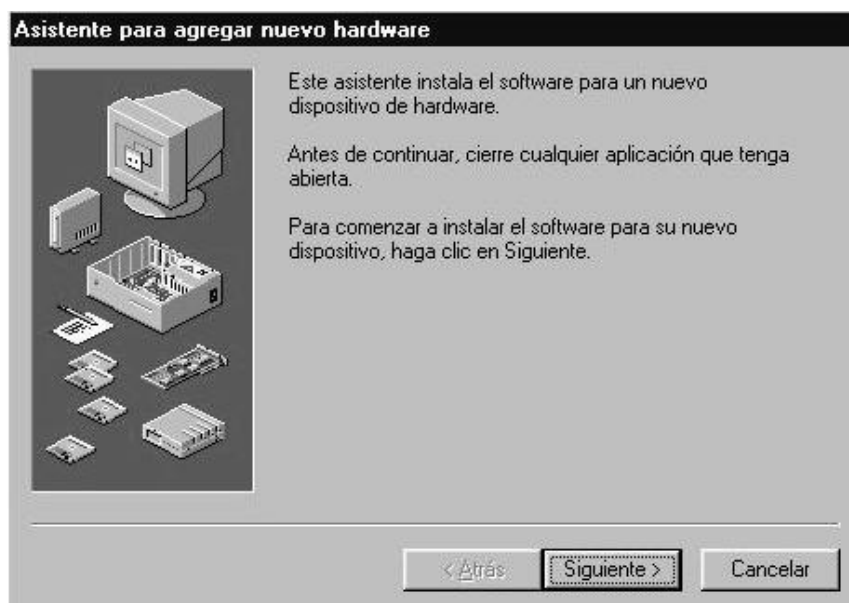 Asistente para agregar nuevo hardware
Este asistente instala el software para un nuevo
dispositivo de hardware.
Antes de continuar, cierre cualquier aplicación que tenga
abierta.
Para comenzar a instalar el software para su nuevo
dispositivo, haga clic en Siguiente.
< Atrás
Siguiente >
Cancelar